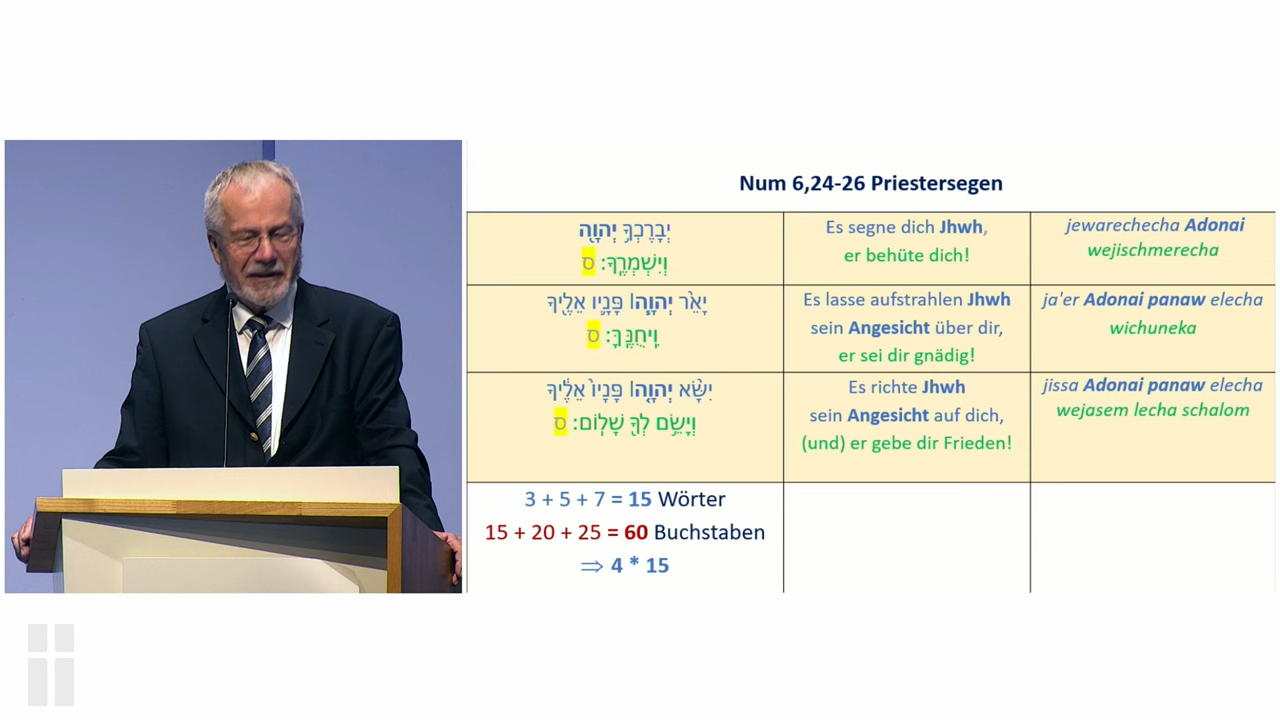 Num 6,24-26 Priestersegen
יְבָרֶכְךָ֥ יְהוָ֖ה
וְיִשְׁמְרֶֽךָ׃ ס
Es segne dich Jhwh,
er behüte dich!
jewarechecha Adonai
wejischmerecha
יָאֵ֨ר יְהוָ֧ה׀ פָּנָ֛יו אֵלֶ֖יךָ
וִֽיחֻנֶּֽךָּ׃ ס
Es lasse aufstrahlen Jhwh
sein Angesicht über dir,
er sei dir gnädig!
ja'er Adonai panaw elecha
wichuneka
יִשָּׂ֨א יְהוָ֤ה׀ פָּנָיו֙ אֵלֶ֔יךָ
וְיָשֵׂ֥ם לְךָ֖ שָׁלֽוֹם׃ ס
Es richte Jhwh
sein Angesicht auf dich,
(und) er gebe dir Frieden!
jissa Adonai panaw elecha
wejasem lecha schalom
3 + 5 + 7 = 15 Wörter
15 + 20 + 25 = 60 Buchstaben
⇒ 4 * 15